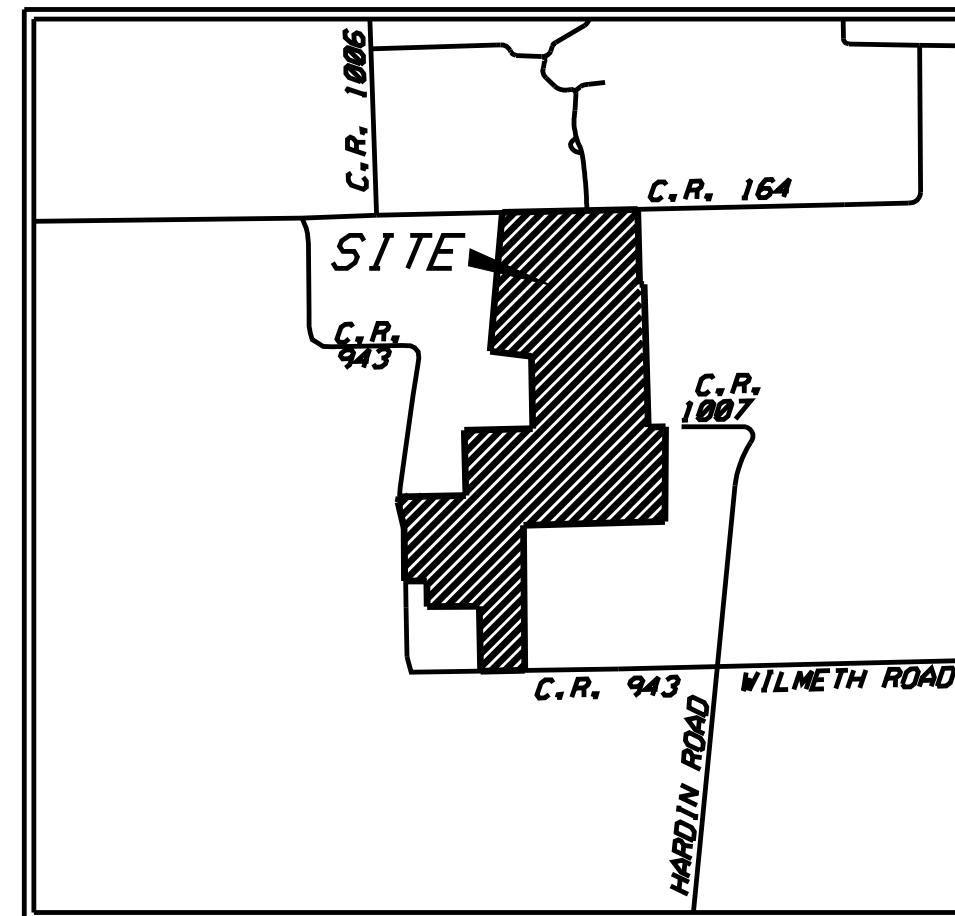 C.R. 1006
C.R. 164
SITE
C.R.
943
C.R.
1007
C.R. 943
WILMETH ROAD
HARDIN ROAD